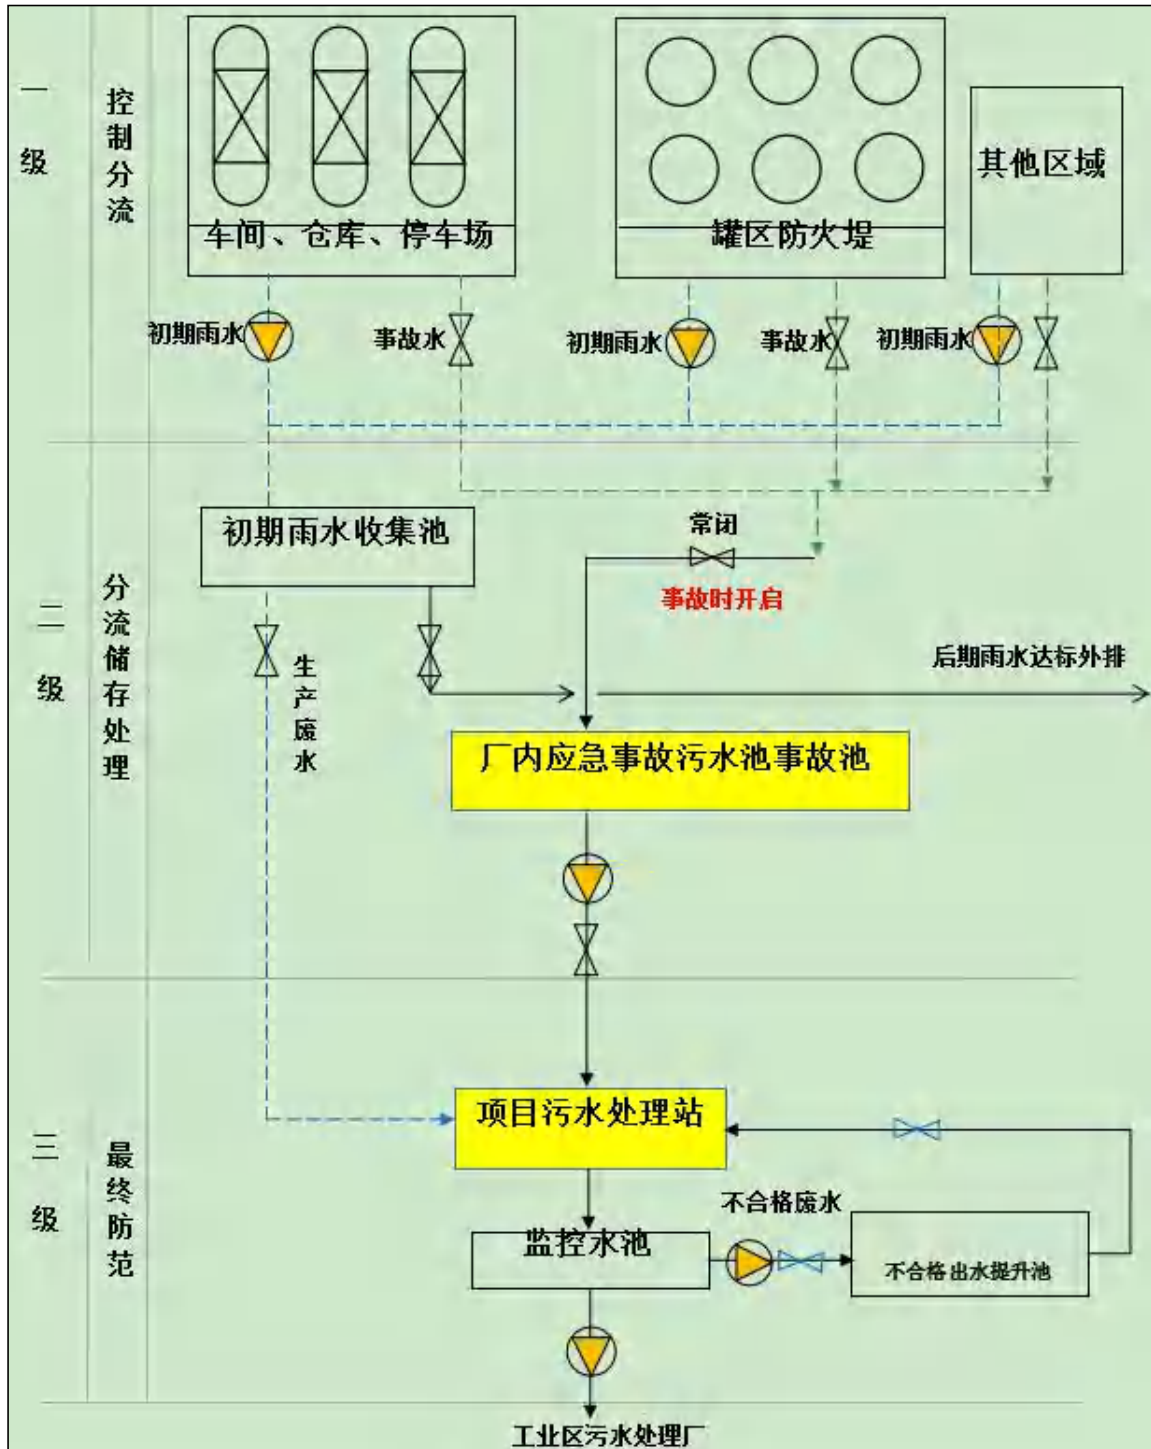 一级
控制分流
车间、仓库、停车场
罐区防火堤
其他区域
初期雨水
事故水
初期雨水
事故水
初期雨水
二级
分流储存处理
初期雨水收集池
常闭
事故时开启
生产废水
后期雨水达标外排
厂内应急事故污水池事故池
三级
最终防范
项目污水处理站
不合格废水
监控水池
不合格出水提升池
工业区污水处理厂